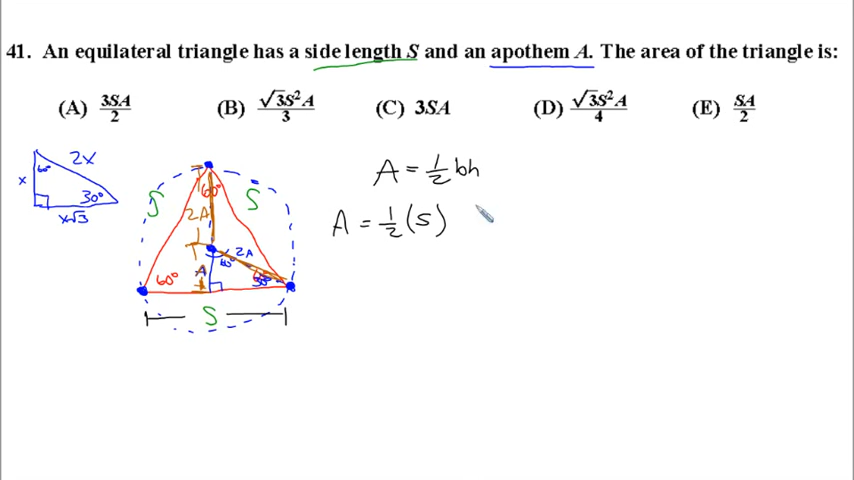 41. An equilateral triangle has a side length S and an apothem A. The area of the triangle is:
(A) 3SA/2 (B) √3S²A/3 (C) 3SA (D) √3S²A/4 (E) SA/2
60° 2X
x 30°
x√3
60°
S S
2A
2A
A 60° 30°
60°
S
A = ½bh
A = ½(S)